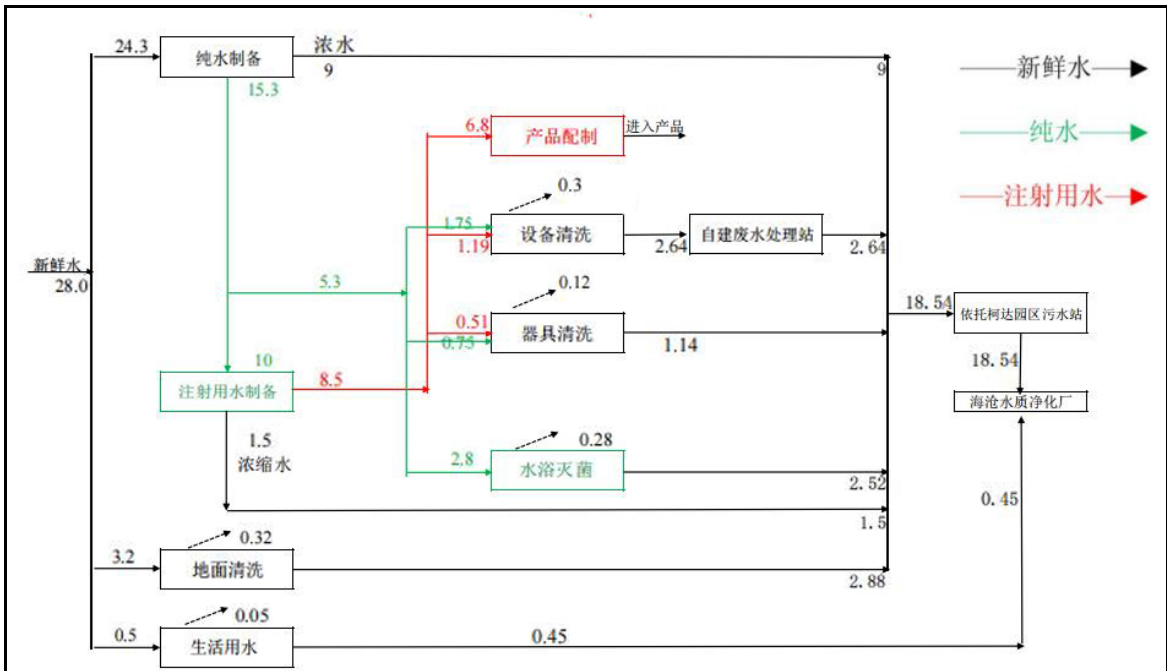 24.3
纯水制备
浓水
9
9
15.3
新鲜水
纯水
注射用水
6.8
产品配制
进入产品
0.3
1.75
1.19
设备清洗
2.64
自建废水处理站
2.64
新鲜水
28.0
5.3
0.12
0.51
0.75
器具清洗
1.14
18.54
依托柯达园区污水站
18.54
海沧水质净化厂
10
注射用水制备
8.5
1.5
浓缩水
0.28
2.8
水浴灭菌
2.52
0.45
1.5
0.32
3.2
地面清洗
2.88
0.05
0.5
生活用水
0.45